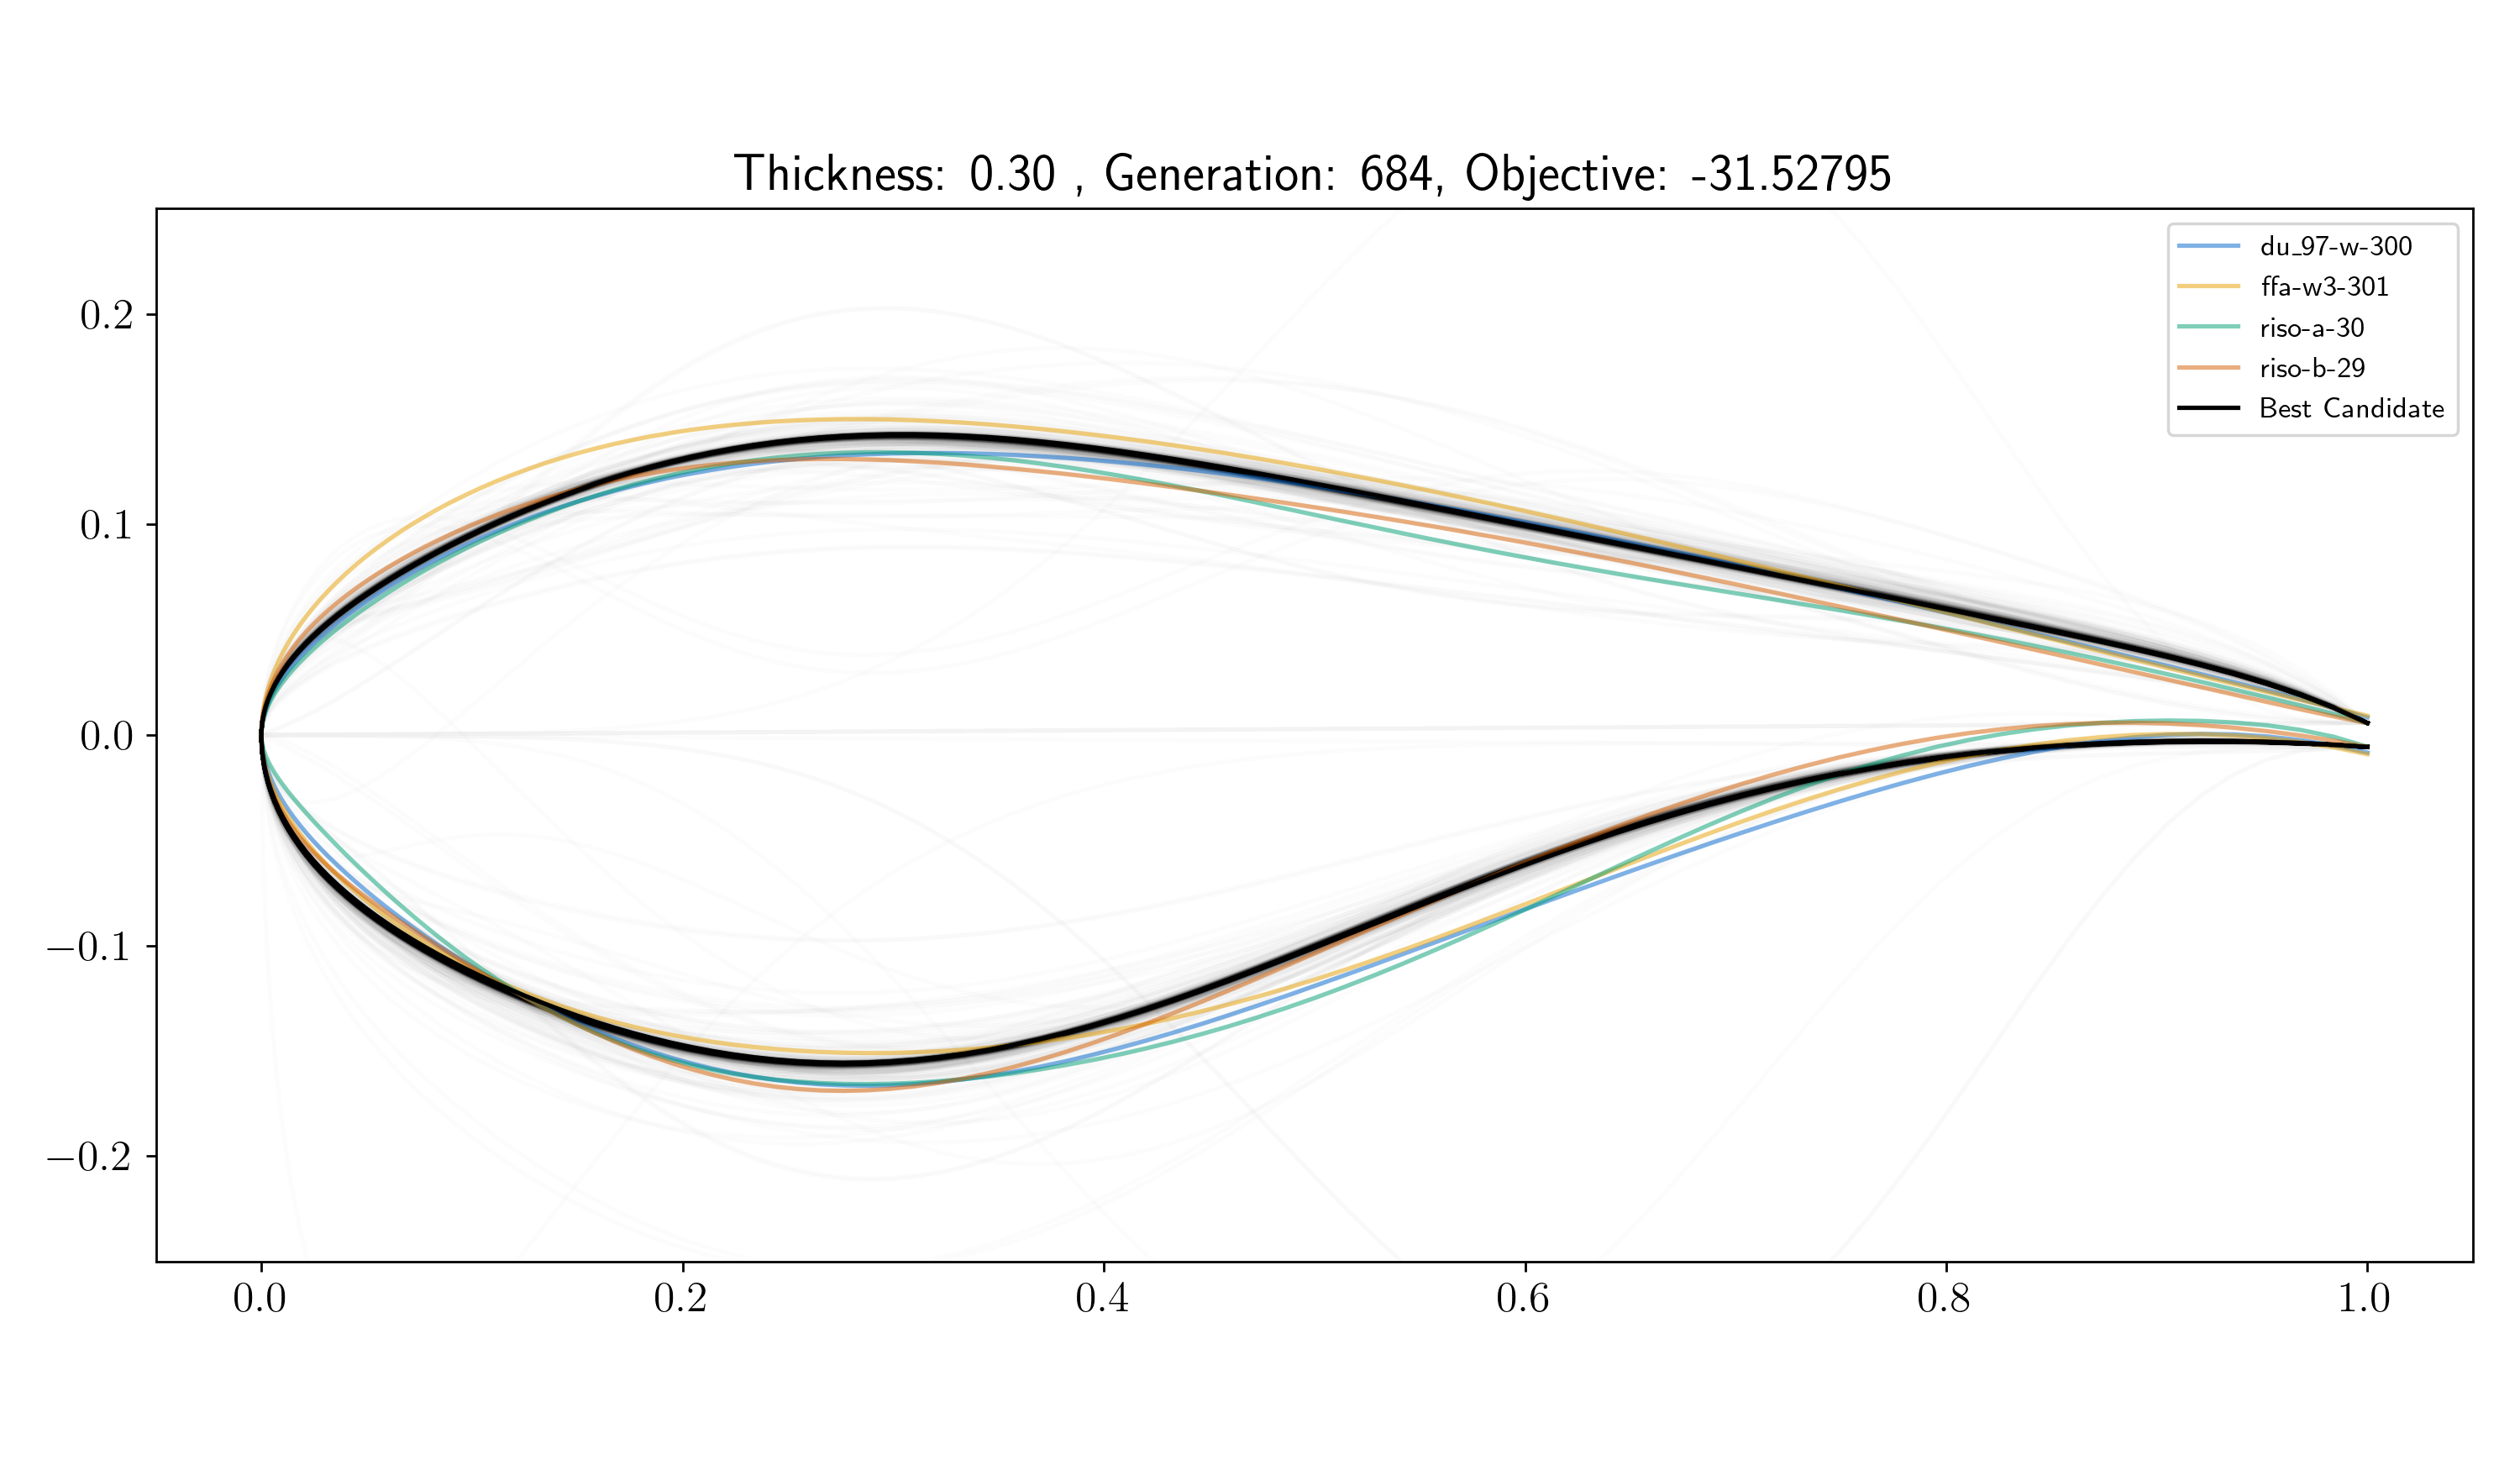 Thickness: 0.30 , Generation: 684, Objective: -31.52795
du_97-w-300
ffa-w3-301
riso-a-30
riso-b-29
Best Candidate
0.2
0.1
0.0
−0.1
−0.2
0.0 0.2 0.4 0.6 0.8 1.0